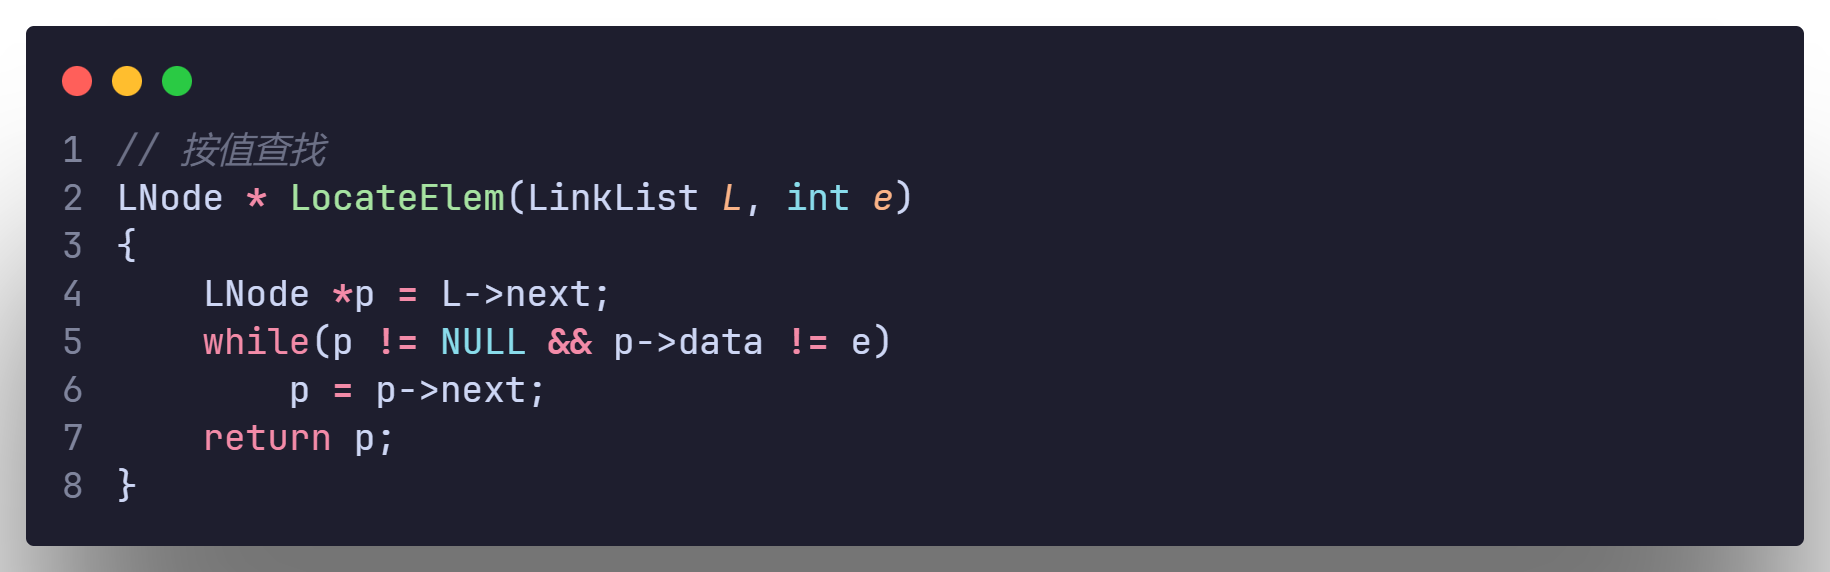 1 // 按值查找
2 LNode * LocateElem(LinkList L, int e)
3 {
4     LNode *p = L->next;
5     while(p != NULL && p->data != e)
6         p = p->next;
7     return p;
8 }